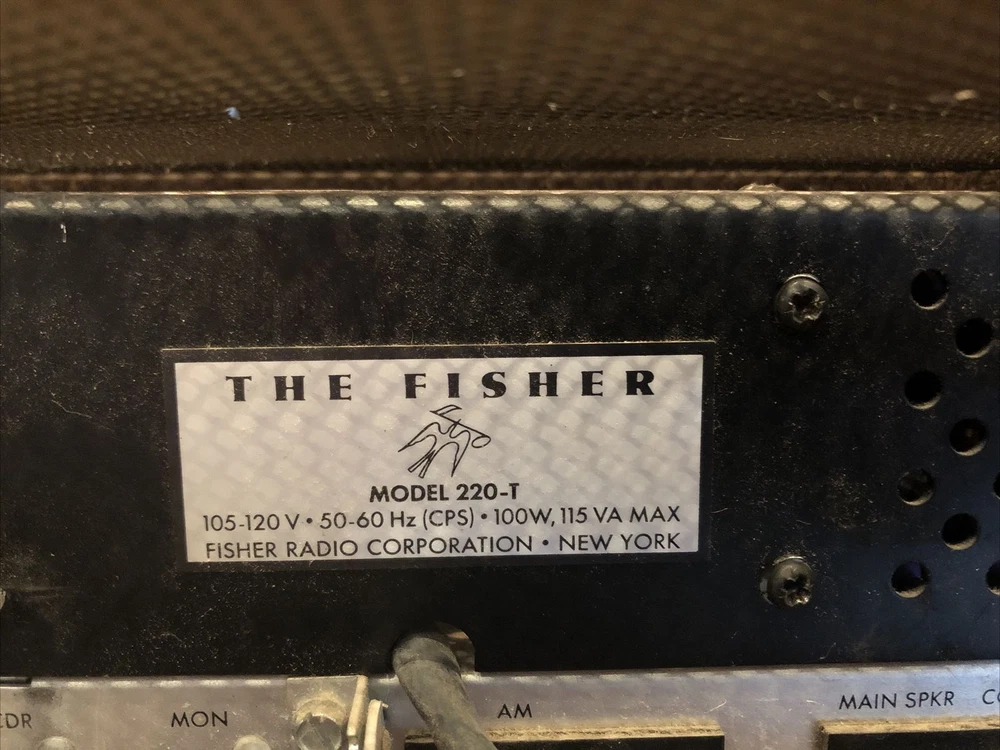 THE FISHER
MODEL 220-T
105-120 V • 50-60 Hz (CPS) • 100W, 115 VA MAX
FISHER RADIO CORPORATION • NEW YORK
MON
AM
MAIN SPKR